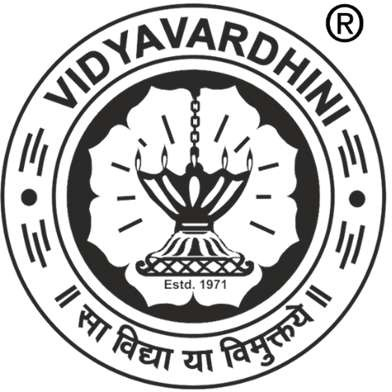 ®
VIDYAVARDHINI
Estd. 1971
॥ सा विद्या या विमुक्तये ॥